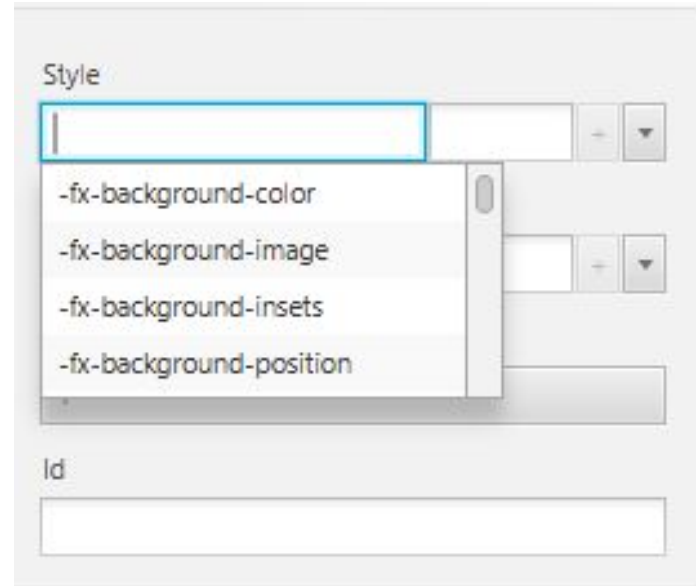 Style
-fx-background-color
-fx-background-image
-fx-background-insets
-fx-background-position
Id